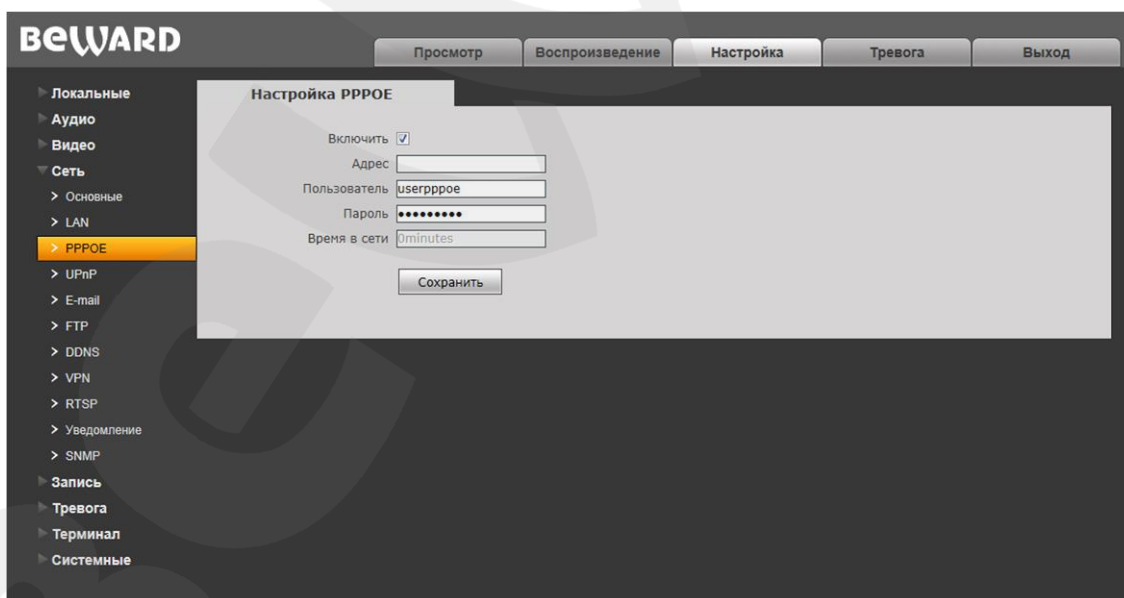 BEWARD
Просмотр Воспроизведение Настройка Тревога Выход
Локальные
Аудио
Видео
Сеть
> Основные
> LAN
> PPPOE
> UPnP
> E-mail
> FTP
> DDNS
> VPN
> RTSP
> Уведомление
> SNMP
Запись
Тревога
Терминал
Системные
Настройка PPPOE
Включить
Адрес
Пользователь userpppoe
Пароль •••••••••
Время в сети 0minutes
Сохранить